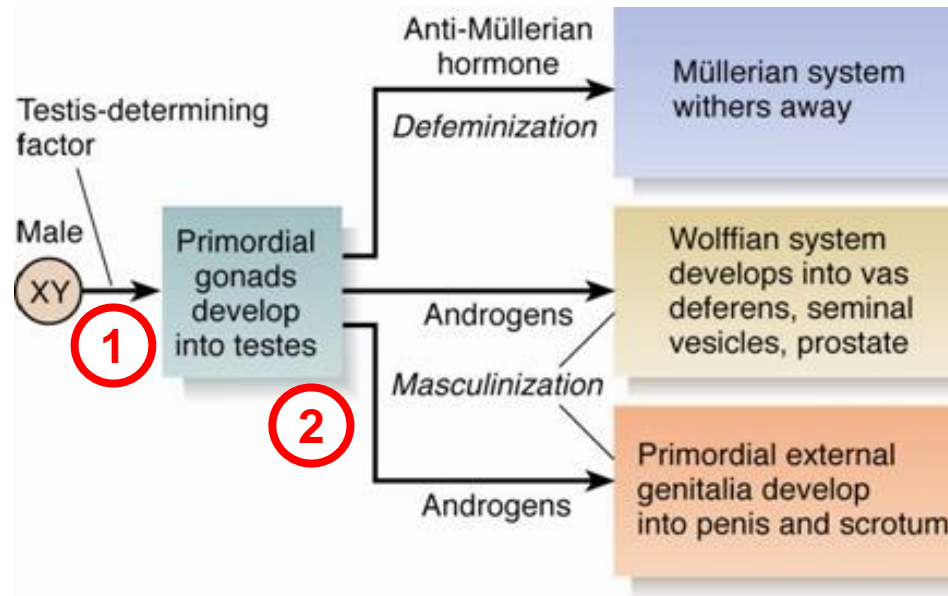 Anti-Müllerian
hormone
Defeminization
Müllerian system
withers away
Testis-determining
factor
Male
XY
1
Primordial
gonads
develop
into testes
2
Androgens
Masculinization
Androgens
Wolffian system
develops into vas
deferens, seminal
vesicles, prostate
Primordial external
genitalia develop
into penis and scrotum